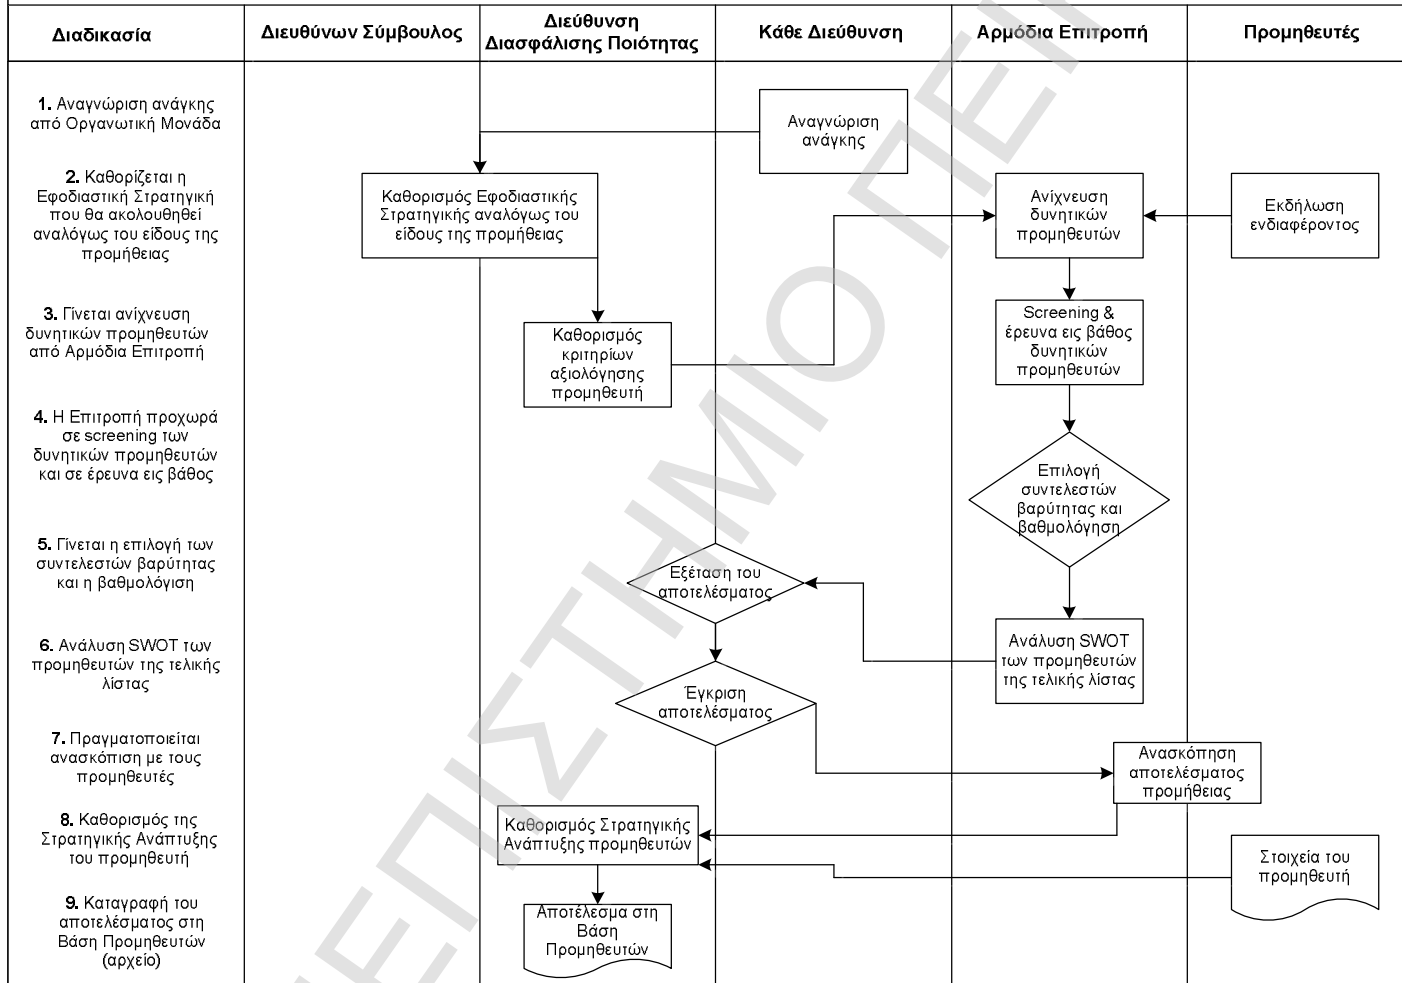 Διαδικασία
Διευθύνων Σύμβουλος
Διεύθυνση
Διασφάλισης Ποιότητας
Κάθε Διεύθυνση
Αρμόδια Επιτροπή
Προμηθευτές
1. Αναγνώριση ανάγκης
από Οργανωτική Μονάδα
Αναγνώριση
ανάγκης
2. Καθορίζεται η
Εφοδιαστική Στρατηγική
που θα ακολουθηθεί
αναλόγως του είδους της
προμήθειας
Καθορισμός Εφοδιαστικής
Στρατηγικής αναλόγως του
είδους της προμήθειας
Ανίχνευση
δυνητικών
προμηθευτών
Εκδήλωση
ενδιαφέροντος
3. Γίνεται ανίχνευση
δυνητικών προμηθευτών
από Αρμόδια Επιτροπή
Καθορισμός
κριτηρίων
αξιολόγησης
προμηθευτή
Screening &
έρευνα εις βάθος
δυνητικών
προμηθευτών
4. Η Επιτροπή προχωρά
σε screening των
δυνητικών προμηθευτών
και σε έρευνα εις βάθος
Επιλογή
συντελεστών
βαρύτητας και
βαθμολόγηση
5. Γίνεται η επιλογή των
συντελεστών βαρύτητας
και η βαθμολόγιση
Εξέταση του
αποτελέσματος
6. Ανάλυση SWOT των
προμηθευτών της τελικής
λίστας
Ανάλυση SWOT
των προμηθευτών
της τελικής λίστας
Έγκριση
αποτελέσματος
7. Πραγματοποιείται
ανασκόπιση με τους
προμηθευτές
Ανασκόπηση
αποτελέσματος
προμήθειας
8. Καθορισμός της
Στρατηγικής Ανάπτυξης
του προμηθευτή
Καθορισμός Στρατηγικής
Ανάπτυξης προμηθευτών
Στοιχεία του
προμηθευτή
9. Καταγραφή του
αποτελέσματος στη
Βάση Προμηθευτών
(αρχείο)
Αποτέλεσμα στη
Βάση
Προμηθευτών
ΕΠΙΣΤΗΜΙΟ ΠΕΙ